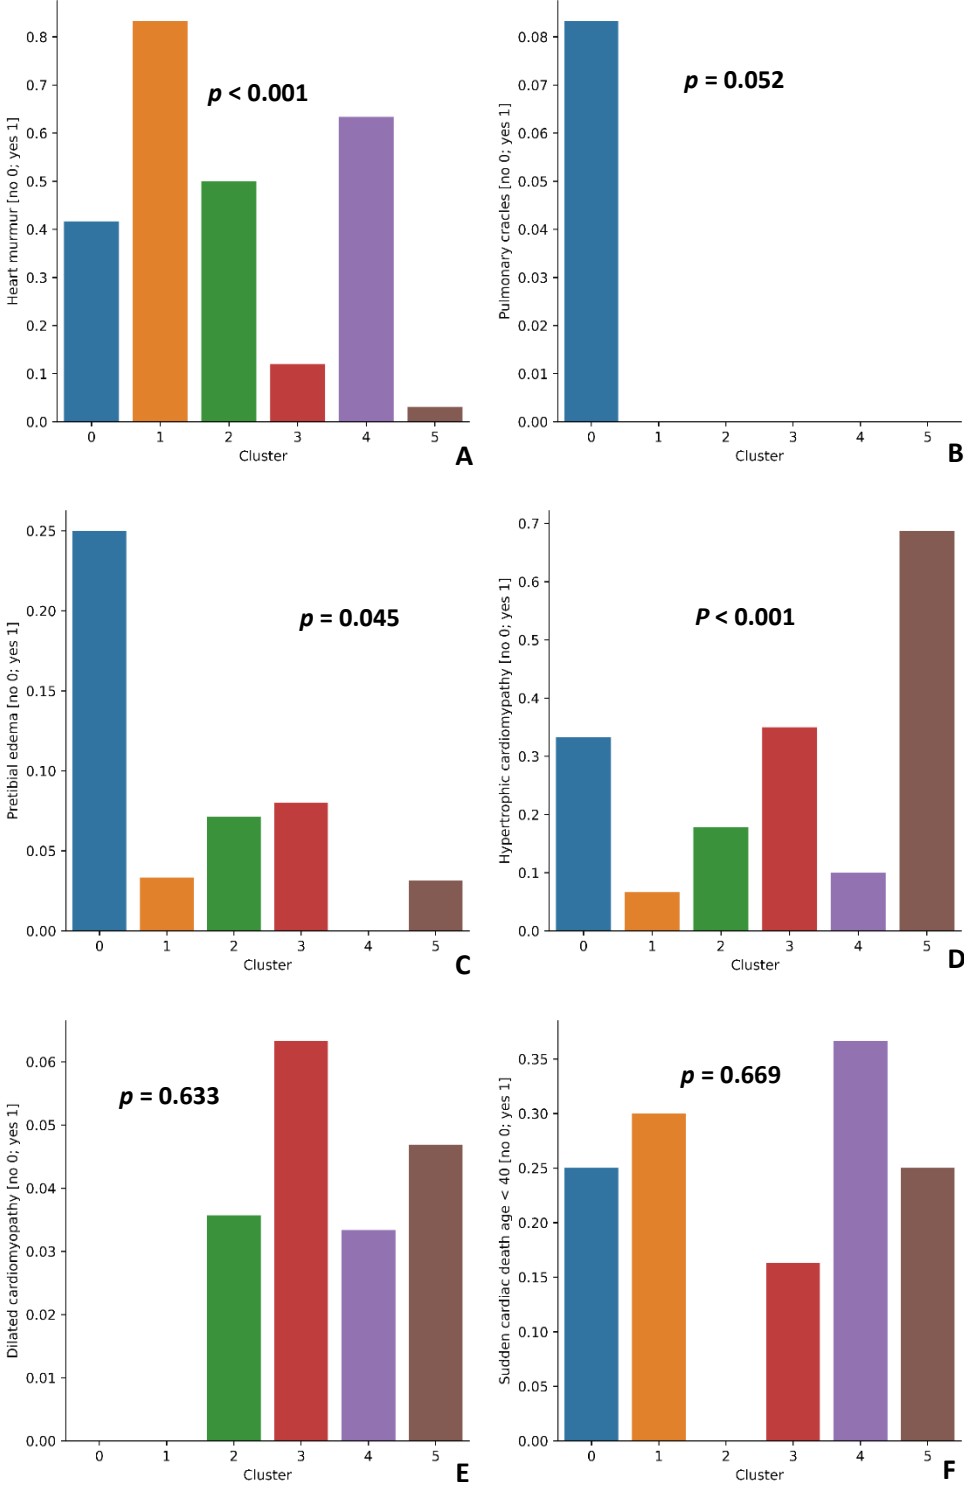 Heart murmur [no 0; yes 1]
0.8
0.7
0.6
0.5
0.4
0.3
0.2
0.1
0.0
p < 0.001
0 1 2 3 4 5
Cluster
A
Pulmonary cracles [no 0; yes 1]
0.08
0.07
0.06
0.05
0.04
0.03
0.02
0.01
0.00
p = 0.052
0 1 2 3 4 5
Cluster
B
Pretibial edema [no 0; yes 1]
0.25
0.20
0.15
0.10
0.05
0.00
p = 0.045
0 1 2 3 4 5
Cluster
C
Hypertrophic cardiomypathy [no 0; yes 1]
0.7
0.6
0.5
0.4
0.3
0.2
0.1
0.0
P < 0.001
0 1 2 3 4 5
Cluster
D
Dilated cardiomyopathy [no 0; yes 1]
0.06
0.05
0.04
0.03
0.02
0.01
0.00
p = 0.633
0 1 2 3 4 5
Cluster
E
Sudden cardiac death age < 40 [no 0; yes 1]
0.35
0.30
0.25
0.20
0.15
0.10
0.05
0.00
p = 0.669
0 1 2 3 4 5
Cluster
F